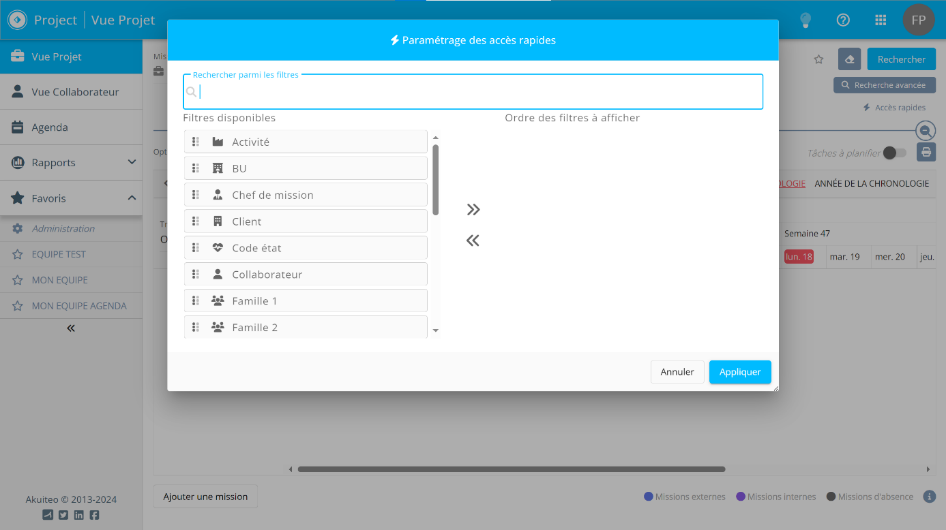 Project | Vue Projet
FP
Vue Projet
Vue Collaborateur
Agenda
Rapports
Favoris
Administration
EQUIPE TEST
MON EQUIPE
MON EQUIPE AGENDA
Akuiteo © 2013-2024
Mis
Rechercher
Recherche avancée
Accès rapides
Opt
Tâches à planifier
OLOGIE
ANNÉE DE LA CHRONOLOGIE
Semaine 47
lun. 18
mar. 19
mer. 20
jeu.
Paramétrage des accès rapides
Rechercher parmi les filtres
Filtres disponibles
Ordre des filtres à afficher
Activité
BU
Chef de mission
Client
Code état
Collaborateur
Famille 1
Famille 2
Annuler
Appliquer
Ajouter une mission
Missions externes
Missions internes
Missions d'absence